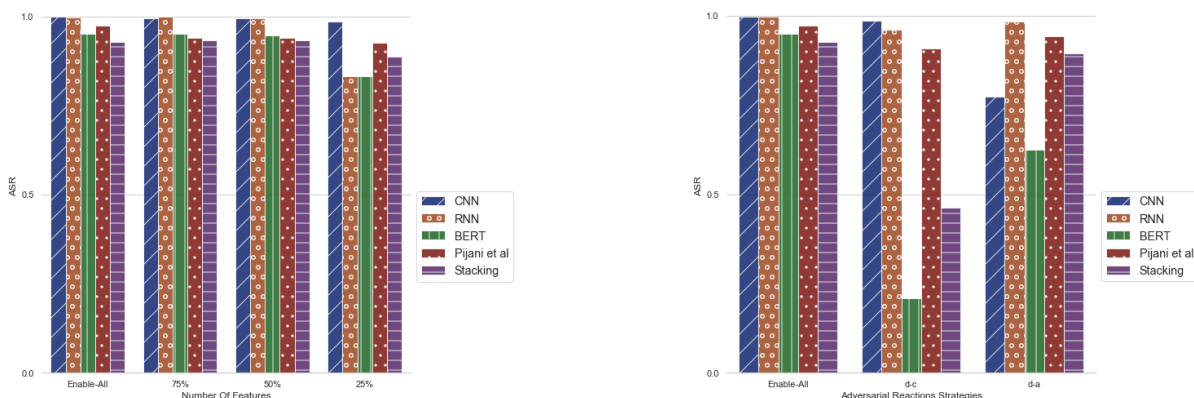 1.0
0.5
0.0
ASR
Enable-All 75% 50% 25%
Number Of Features
CNN
RNN
BERT
Pijani et al
Stacking
1.0
0.5
0.0
ASR
Enable-All d-c d-a
Adversarial Reactions Strategies
CNN
RNN
BERT
Pijani et al
Stacking